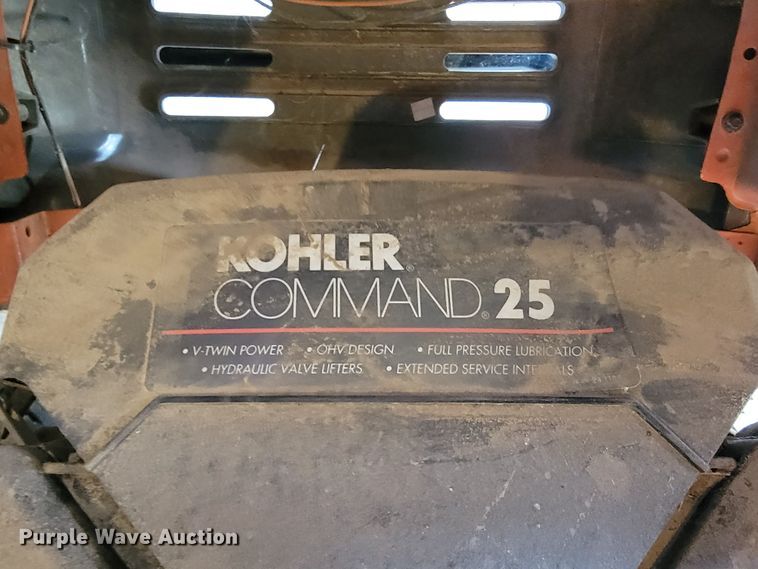 KOHLER®
COMMAND® 25
• V-TWIN POWER • OHV DESIGN • FULL PRESSURE LUBRICATION
• HYDRAULIC VALVE LIFTERS • EXTENDED SERVICE INTERVALS
Purple Wave Auction®